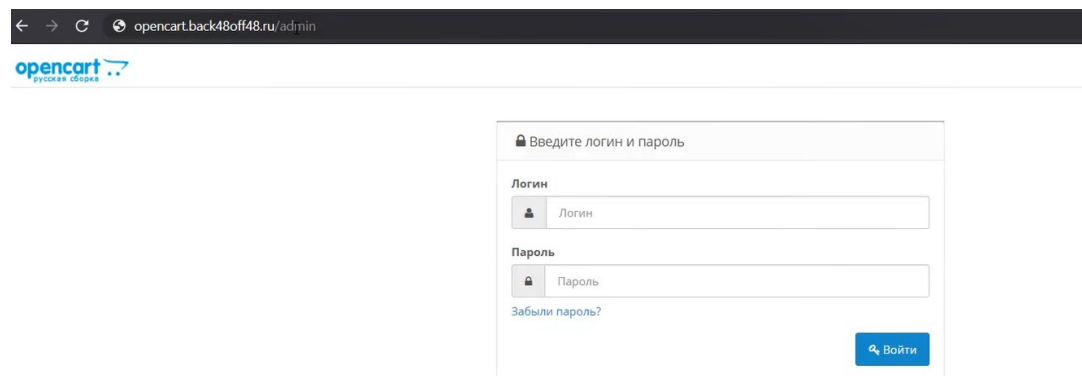 opencart.back48off48.ru/admin
opencart
русская сборка
Введите логин и пароль
Логин
Логин
Пароль
Пароль
Забыли пароль?
Войти